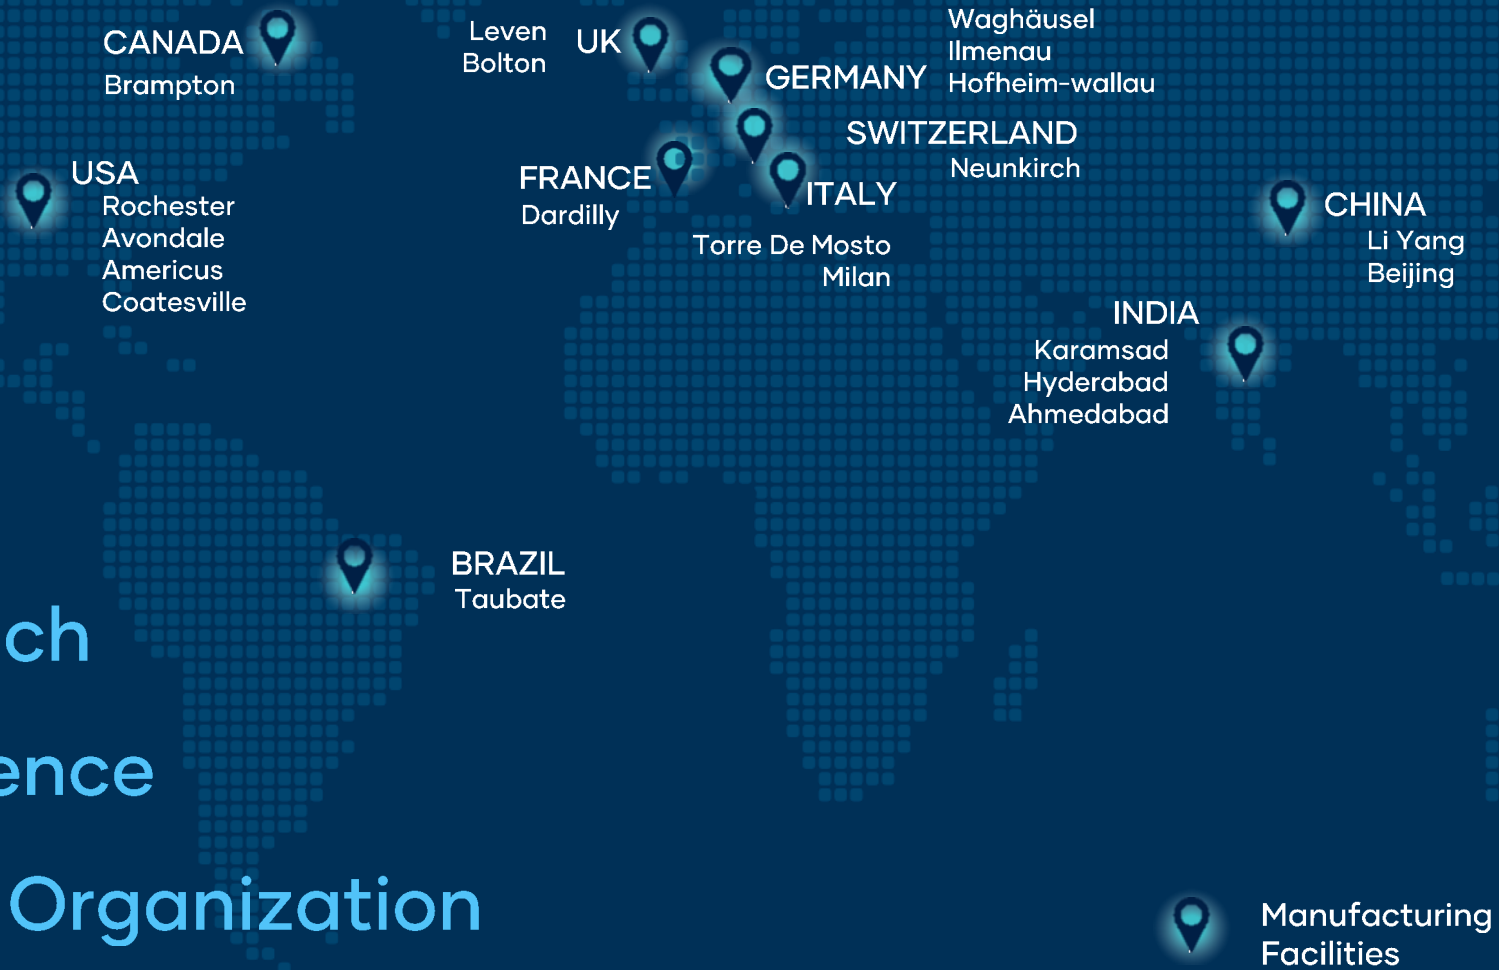 CANADA
Brampton
Leven
Bolton
UK
Waghäusel
Ilmenau
Hofheim-wallau
GERMANY
SWITZERLAND
Neunkirch
USA
Rochester
Avondale
Americus
Coatesville
FRANCE
Dardilly
ITALY
Torre De Mosto
Milan
CHINA
Li Yang
Beijing
INDIA
Karamsad
Hyderabad
Ahmedabad
BRAZIL
Taubate
ch
ence
Organization
Manufacturing
Facilities